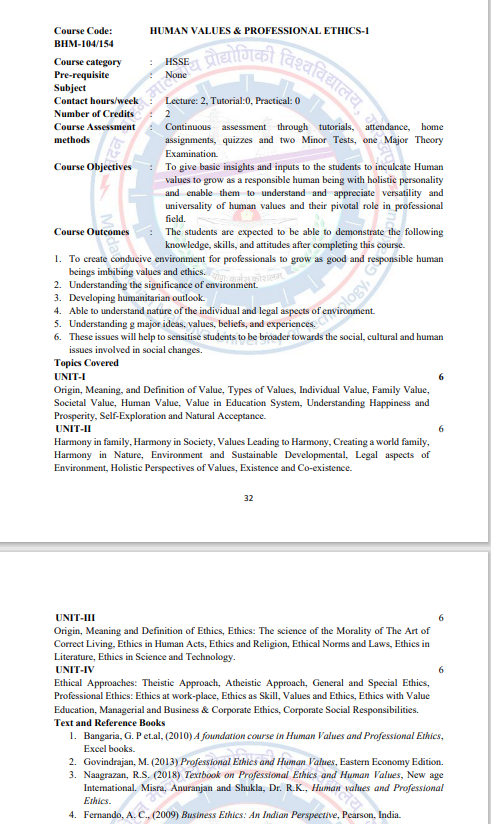 Course Code: HUMAN VALUES & PROFESSIONAL ETHICS-1
BHM-104/154
Course category : HSSE
Pre-requisite : None
Subject
Contact hours/week : Lecture: 2, Tutorial:0, Practical: 0
Number of Credits : 2
Course Assessment : Continuous assessment through tutorials, attendance, home
methods assignments, quizzes and two Minor Tests, one Major Theory
Examination.
Course Objectives : To give basic insights and inputs to the students to inculcate Human
values to grow as a responsible human being with holistic personality
and enable them to understand and appreciate versatility and
universality of human values and their pivotal role in professional
field.
Course Outcomes : The students are expected to be able to demonstrate the following
knowledge, skills, and attitudes after completing this course.
1. To create conducive environment for professionals to grow as good and responsible human
beings imbibing values and ethics.
2. Understanding the significance of environment.
3. Developing humanitarian outlook.
4. Able to understand nature of the individual and legal aspects of environment.
5. Understanding g major ideas, values, beliefs, and experiences.
6. These issues will help to sensitise students to be broader towards the social, cultural and human
issues involved in social changes.
Topics Covered
UNIT-I 6
Origin, Meaning, and Definition of Value, Types of Values, Individual Value, Family Value,
Societal Value, Human Value, Value in Education System, Understanding Happiness and
Prosperity, Self-Exploration and Natural Acceptance.
UNIT-II 6
Harmony in family, Harmony in Society, Values Leading to Harmony, Creating a world family,
Harmony in Nature, Environment and Sustainable Developmental, Legal aspects of
Environment, Holistic Perspectives of Values, Existence and Co-existence.
32
UNIT-III 6
Origin, Meaning and Definition of Ethics, Ethics: The science of the Morality of The Art of
Correct Living, Ethics in Human Acts, Ethics and Religion, Ethical Norms and Laws, Ethics in
Literature, Ethics in Science and Technology.
UNIT-IV 6
Ethical Approaches: Theistic Approach, Atheistic Approach, General and Special Ethics,
Professional Ethics: Ethics at work-place, Ethics as Skill, Values and Ethics, Ethics with Value
Education, Managerial and Business & Corporate Ethics, Corporate Social Responsibilities.
Text and Reference Books
1. Bangaria, G. P et.al, (2010) A foundation course in Human Values and Professional Ethics,
Excel books.
2. Govindrajan, M. (2013) Professional Ethics and Human Values, Eastern Economy Edition.
3. Naagrazan, R.S. (2018) Textbook on Professional Ethics and Human Values, New age
International. Misra, Anuranjan and Shukla, Dr. R.K., Human values and Professional
Ethics.
4. Fernando, A. C., (2009) Business Ethics: An Indian Perspective, Pearson, India.